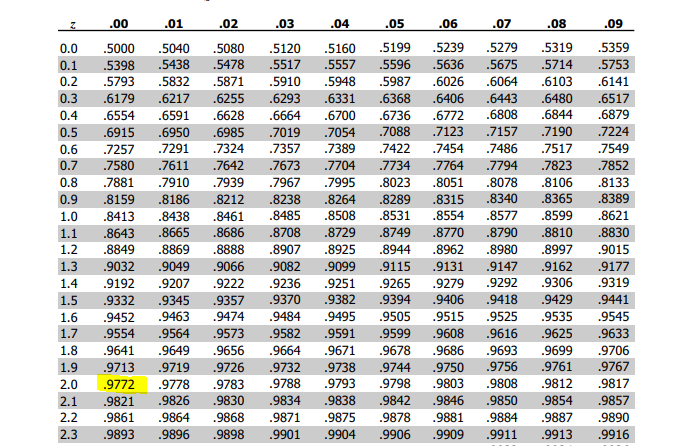 z .00 .01 .02 .03 .04 .05 .06 .07 .08 .09
0.0 .5000 .5040 .5080 .5120 .5160 .5199 .5239 .5279 .5319 .5359
0.1 .5398 .5438 .5478 .5517 .5557 .5596 .5636 .5675 .5714 .5753
0.2 .5793 .5832 .5871 .5910 .5948 .5987 .6026 .6064 .6103 .6141
0.3 .6179 .6217 .6255 .6293 .6331 .6368 .6406 .6443 .6480 .6517
0.4 .6554 .6591 .6628 .6664 .6700 .6736 .6772 .6808 .6844 .6879
0.5 .6915 .6950 .6985 .7019 .7054 .7088 .7123 .7157 .7190 .7224
0.6 .7257 .7291 .7324 .7357 .7389 .7422 .7454 .7486 .7517 .7549
0.7 .7580 .7611 .7642 .7673 .7704 .7734 .7764 .7794 .7823 .7852
0.8 .7881 .7910 .7939 .7967 .7995 .8023 .8051 .8078 .8106 .8133
0.9 .8159 .8186 .8212 .8238 .8264 .8289 .8315 .8340 .8365 .8389
1.0 .8413 .8438 .8461 .8485 .8508 .8531 .8554 .8577 .8599 .8621
1.1 .8643 .8665 .8686 .8708 .8729 .8749 .8770 .8790 .8810 .8830
1.2 .8849 .8869 .8888 .8907 .8925 .8944 .8962 .8980 .8997 .9015
1.3 .9032 .9049 .9066 .9082 .9099 .9115 .9131 .9147 .9162 .9177
1.4 .9192 .9207 .9222 .9236 .9251 .9265 .9279 .9292 .9306 .9319
1.5 .9332 .9345 .9357 .9370 .9382 .9394 .9406 .9418 .9429 .9441
1.6 .9452 .9463 .9474 .9484 .9495 .9505 .9515 .9525 .9535 .9545
1.7 .9554 .9564 .9573 .9582 .9591 .9599 .9608 .9616 .9625 .9633
1.8 .9641 .9649 .9656 .9664 .9671 .9678 .9686 .9693 .9699 .9706
1.9 .9713 .9719 .9726 .9732 .9738 .9744 .9750 .9756 .9761 .9767
2.0 .9772 .9778 .9783 .9788 .9793 .9798 .9803 .9808 .9812 .9817
2.1 .9821 .9826 .9830 .9834 .9838 .9842 .9846 .9850 .9854 .9857
2.2 .9861 .9864 .9868 .9871 .9875 .9878 .9881 .9884 .9887 .9890
2.3 .9893 .9896 .9898 .9901 .9904 .9906 .9909 .9911 .9913 .9916